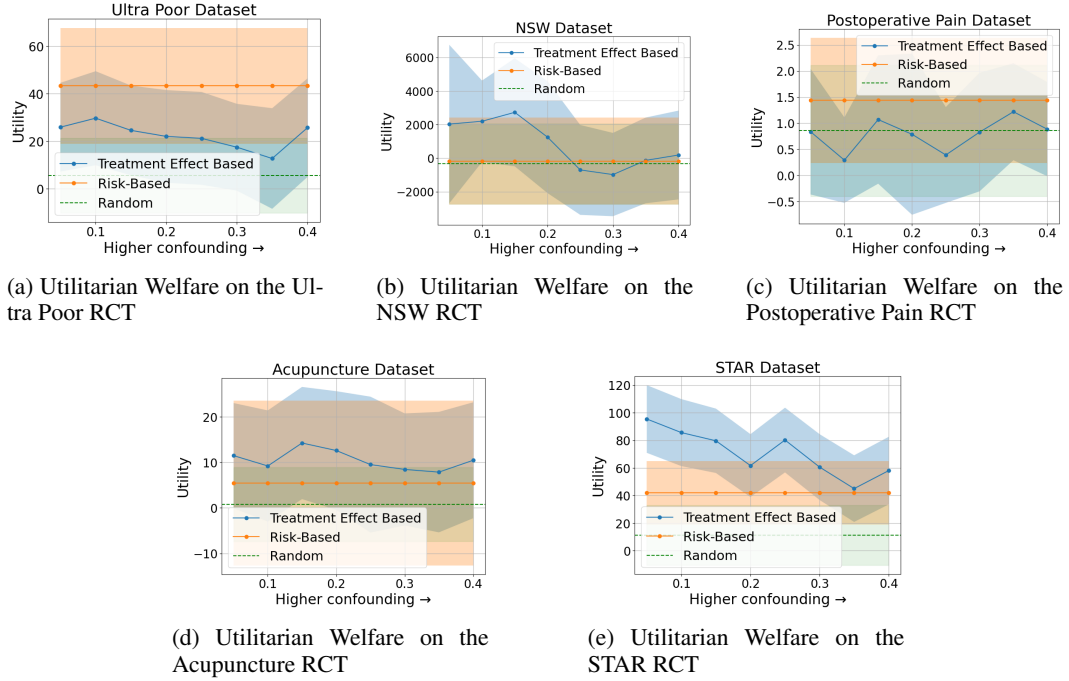 Ultra Poor Dataset
60
40
20
0
Utility
Treatment Effect Based
Risk-Based
Random
0.1 0.2 0.3 0.4
Higher confounding →
(a) Utilitarian Welfare on the Ul-
tra Poor RCT
NSW Dataset
6000
4000
2000
0
−2000
Utility
Treatment Effect Based
Risk-Based
Random
0.1 0.2 0.3 0.4
Higher confounding →
(b) Utilitarian Welfare on the
NSW RCT
Postoperative Pain Dataset
2.5
2.0
1.5
1.0
0.5
0.0
−0.5
Utility
Treatment Effect Based
Risk-Based
Random
0.1 0.2 0.3 0.4
Higher confounding →
(c) Utilitarian Welfare on the
Postoperative Pain RCT
Acupuncture Dataset
20
10
0
−10
Utility
Treatment Effect Based
Risk-Based
Random
0.1 0.2 0.3 0.4
Higher confounding →
(d) Utilitarian Welfare on the
Acupuncture RCT
STAR Dataset
120
100
80
60
40
20
0
Utility
Treatment Effect Based
Risk-Based
Random
0.1 0.2 0.3 0.4
Higher confounding →
(e) Utilitarian Welfare on the
STAR RCT